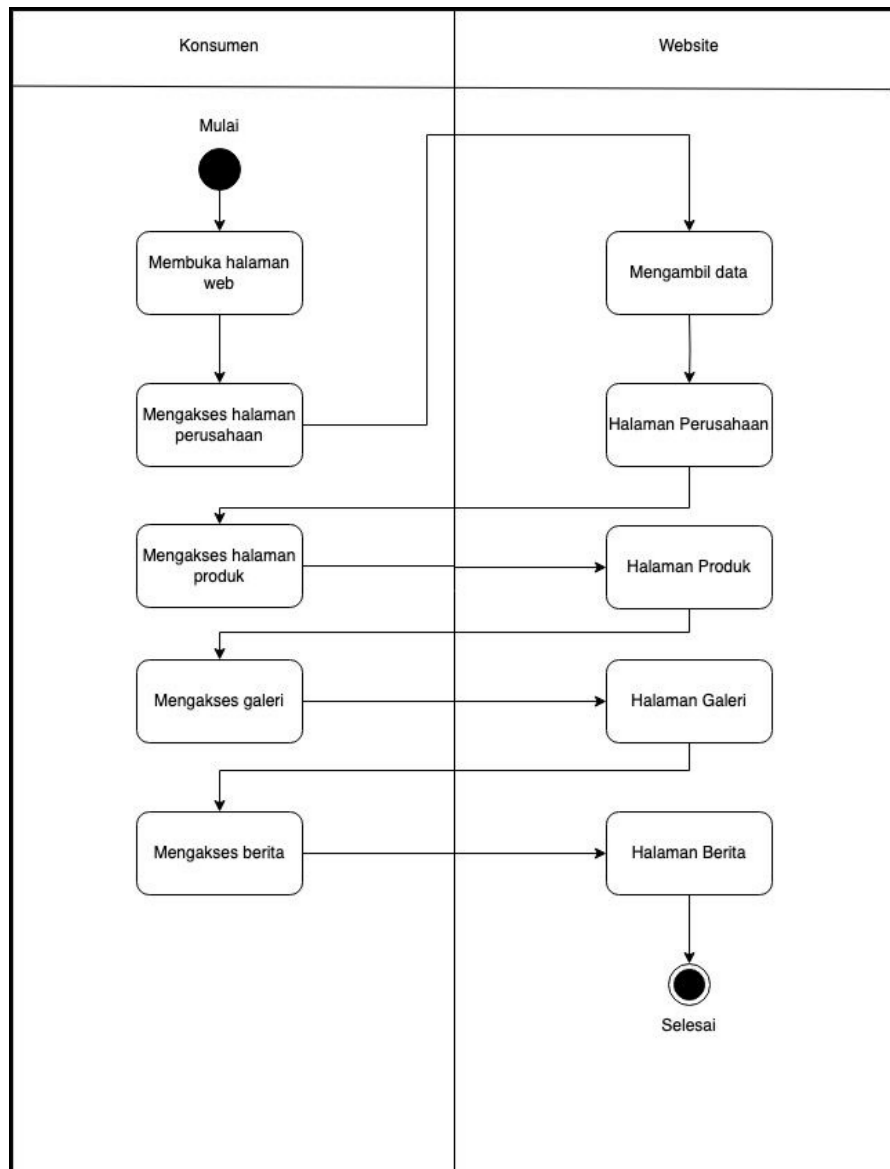 Konsumen
Website
Mulai
Membuka halaman
web
Mengambil data
Mengakses halaman
perusahaan
Halaman Perusahaan
Mengakses halaman
produk
Halaman Produk
Mengakses galeri
Halaman Galeri
Mengakses berita
Halaman Berita
Selesai